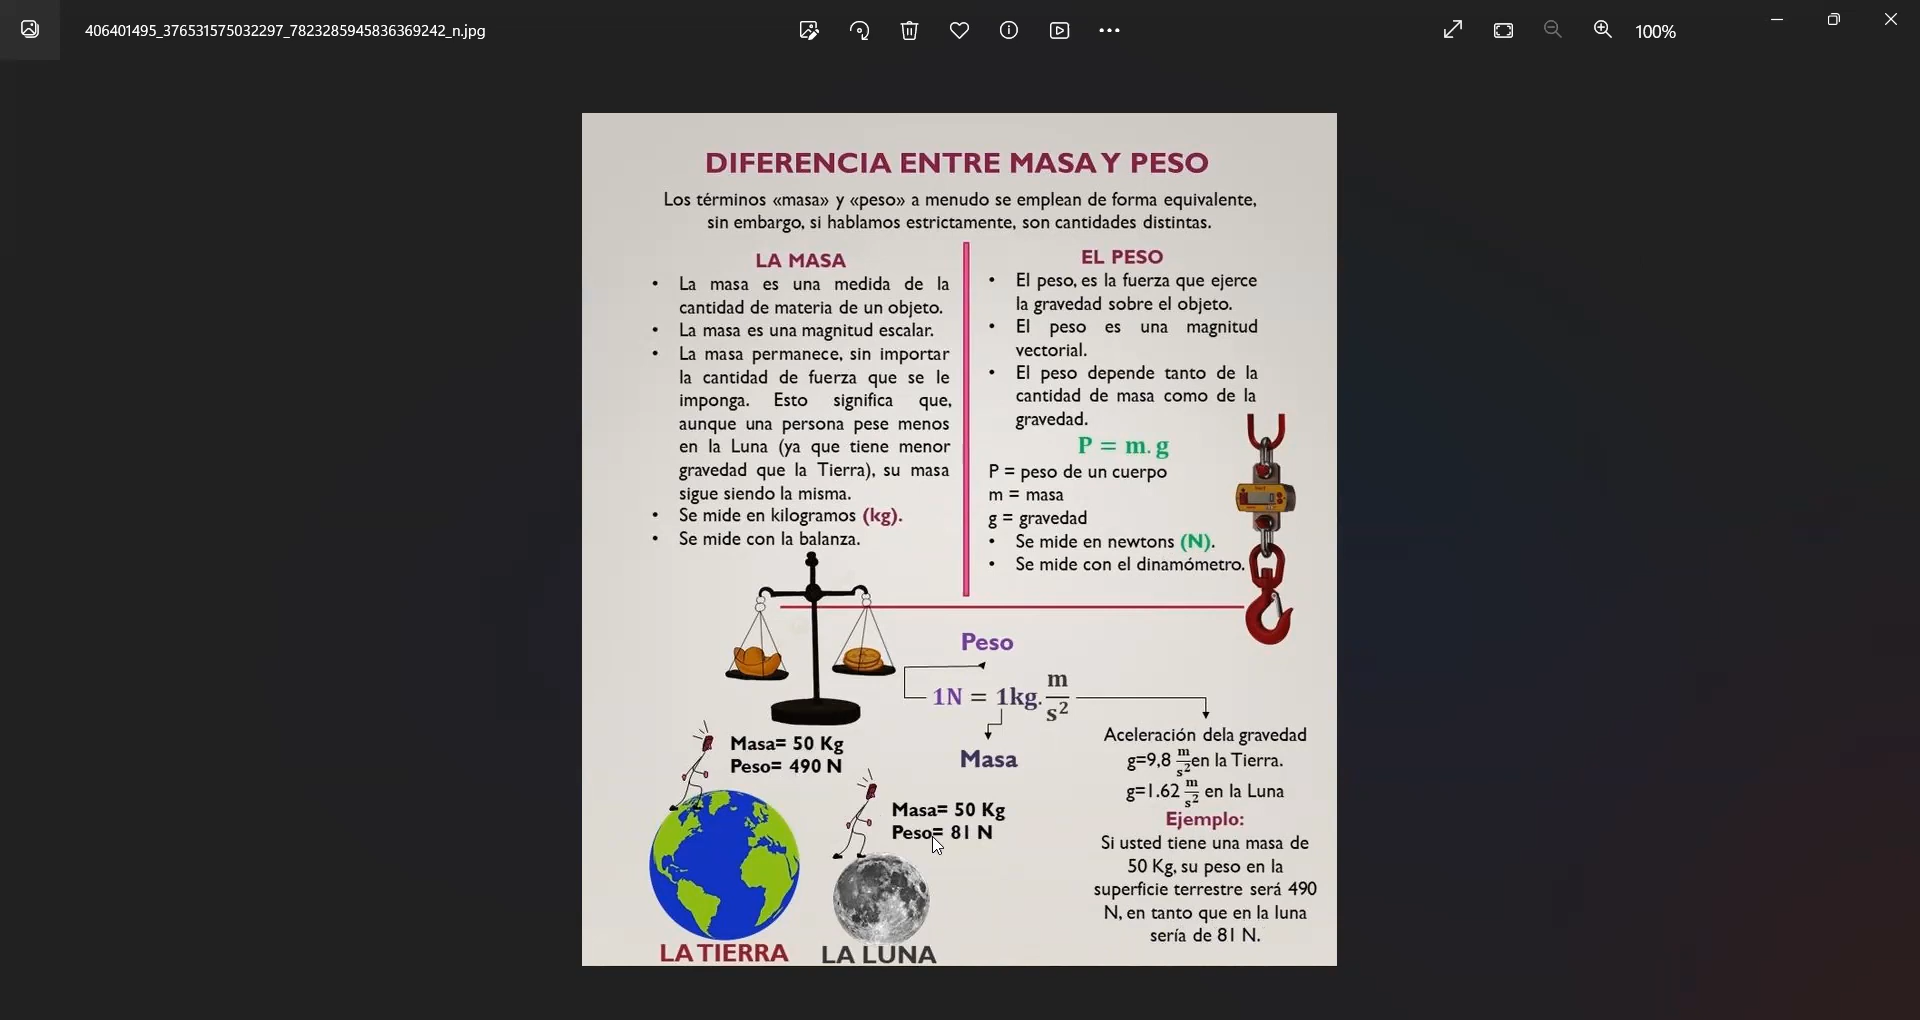 406401495_376531575032297_7823285945836369242_n.jpg
100%
DIFERENCIA ENTRE MASA Y PESO
Los términos «masa» y «peso» a menudo se emplean de forma equivalente,
sin embargo, si hablamos estrictamente, son cantidades distintas.
LA MASA
• La masa es una medida de la
cantidad de materia de un objeto.
• La masa es una magnitud escalar.
• La masa permanece, sin importar
la cantidad de fuerza que se le
imponga. Esto significa que,
aunque una persona pese menos
en la Luna (ya que tiene menor
gravedad que la Tierra), su masa
sigue siendo la misma.
• Se mide en kilogramos (kg).
• Se mide con la balanza.
EL PESO
• El peso, es la fuerza que ejerce
la gravedad sobre el objeto.
• El peso es una magnitud
vectorial.
• El peso depende tanto de la
cantidad de masa como de la
gravedad.
P = m. g
P = peso de un cuerpo
m = masa
g = gravedad
• Se mide en newtons (N).
• Se mide con el dinamómetro.
Peso
1N = 1kg. m/s²
Masa
Masa= 50 Kg
Peso= 490 N
Masa= 50 Kg
Peso= 81 N
LA TIERRA
LA LUNA
Aceleración dela gravedad
g=9,8 m/s² en la Tierra.
g=1.62 m/s² en la Luna
Ejemplo:
Si usted tiene una masa de
50 Kg, su peso en la
superficie terrestre será 490
N, en tanto que en la luna
sería de 81 N.